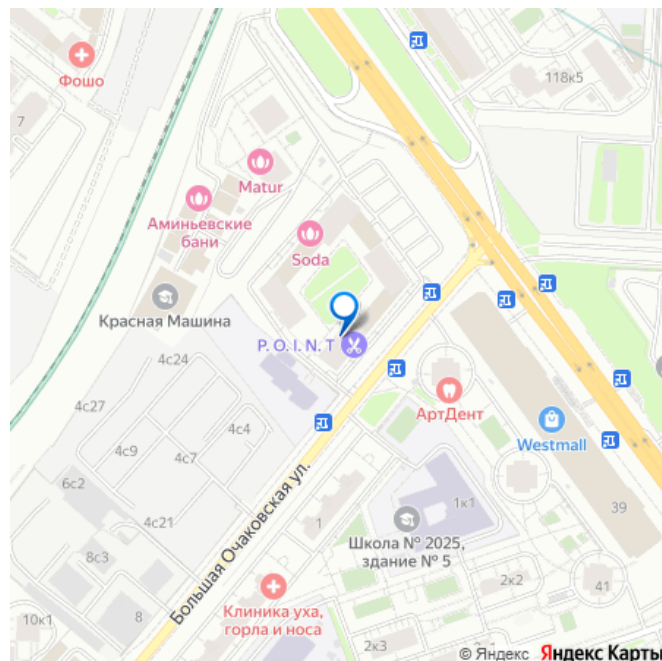 Фошо
7
118к5
Matur
Аминьевские
бани
Soda
Красная Машина
P. O. I. N. T
4с24
АртДент
4с27
4с4
Westmall
4с9
4с7
6с2
1к1
39
4с21
1
Школа № 2025,
здание № 5
8с3
Большая Очаковская ул.
2к2
41
Клиника уха,
горла и носа
10к1
8
2к3
© Яндекс Яндекс Карты